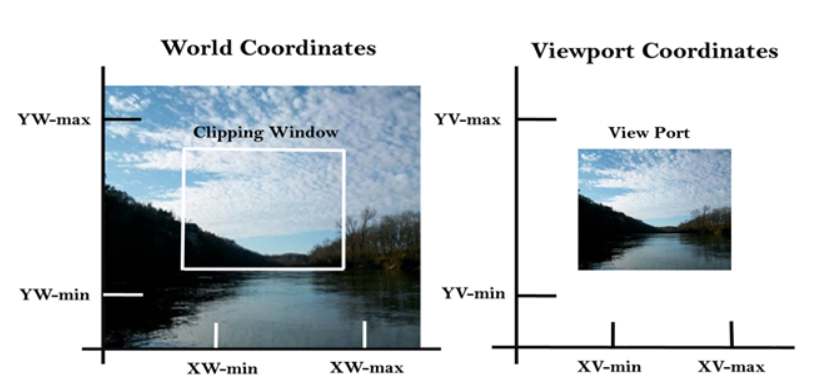 World Coordinates
YW-max
Clipping Window
YW-min
XW-min
XW-max
Viewport Coordinates
YV-max
View Port
YV-min
XV-min
XV-max